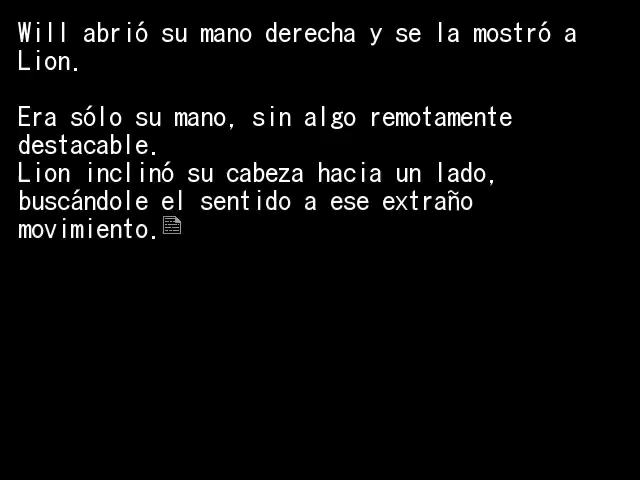 Will abrió su mano derecha y se la mostró a
Lion.
Era sólo su mano, sin algo remotamente
destacable.
Lion inclinó su cabeza hacia un lado,
buscándole el sentido a ese extraño
movimiento.